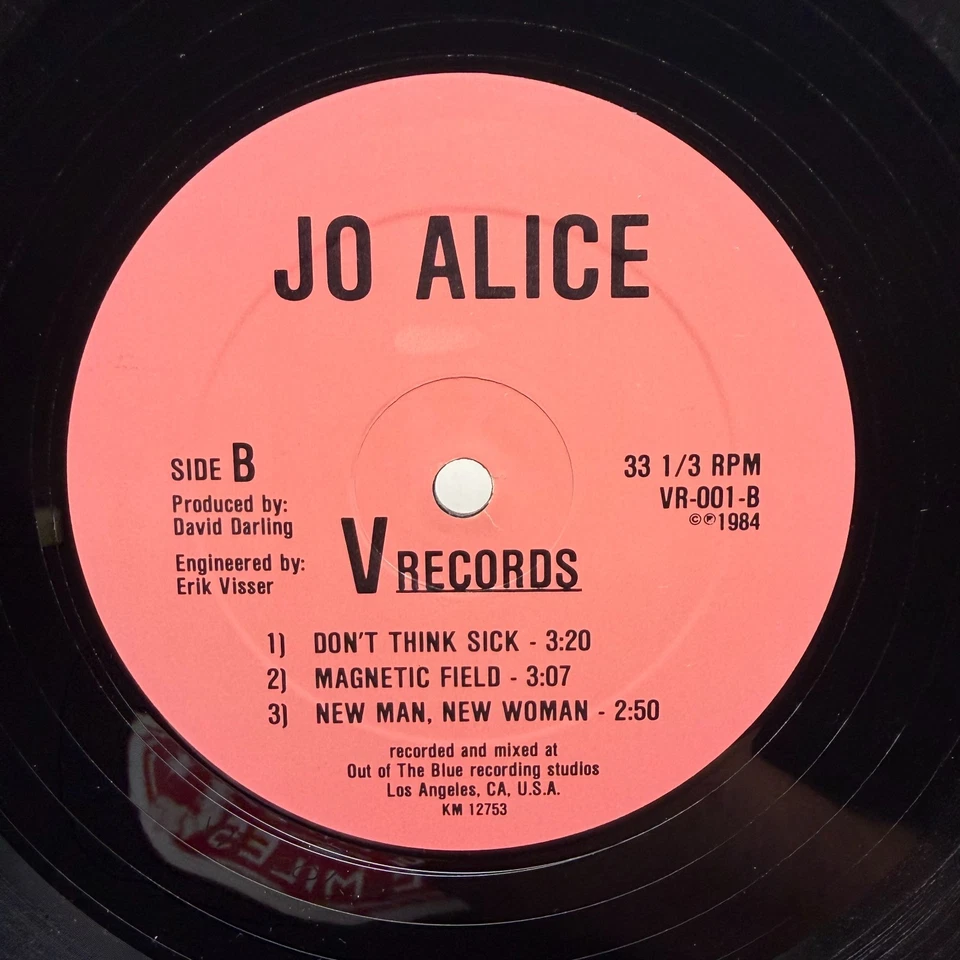 JO ALICE
SIDE B
Produced by:
David Darling
Engineered by:
Erik Visser
33 1/3 RPM
VR-001-B
©℗1984
V RECORDS
1) DON'T THINK SICK - 3:20
2) MAGNETIC FIELD - 3:07
3) NEW MAN, NEW WOMAN - 2:50
recorded and mixed at
Out of The Blue recording studios
Los Angeles, CA, U.S.A.
KM 12753